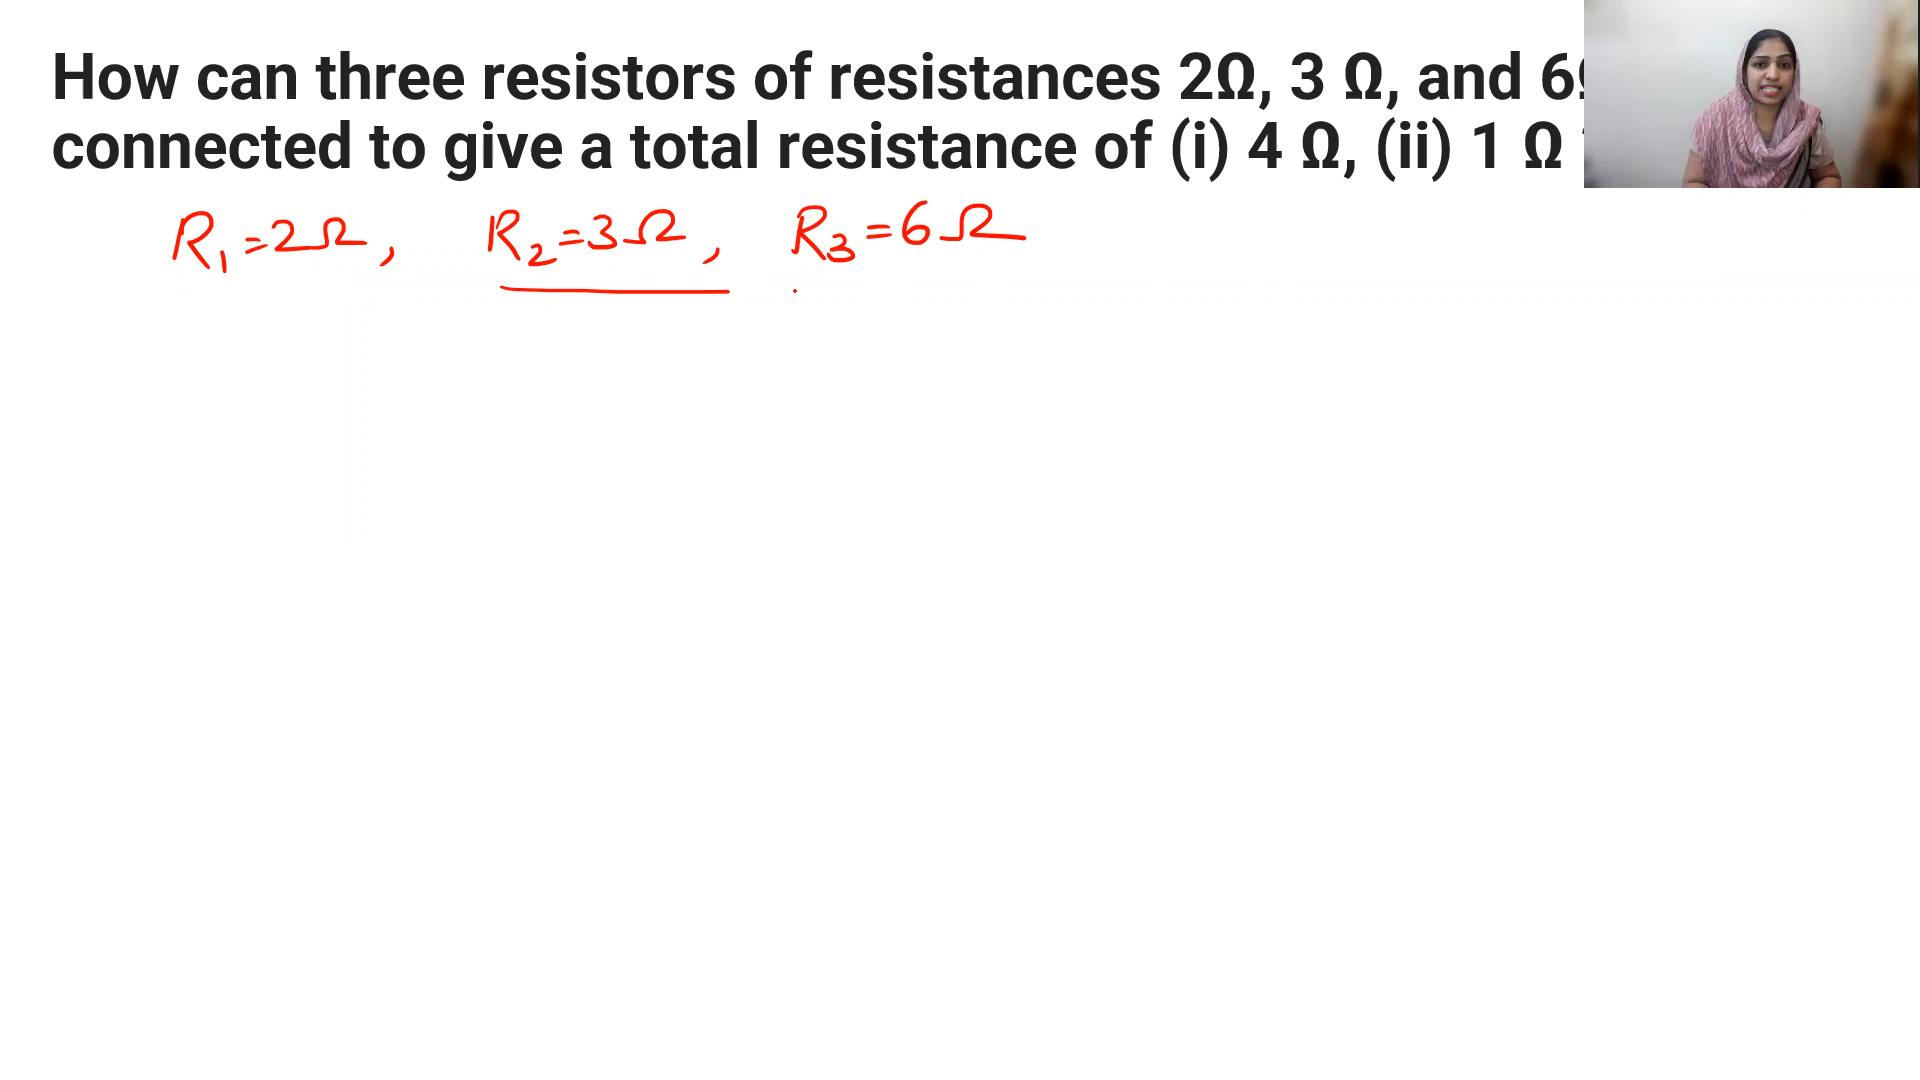 How can three resistors of resistances 2Ω, 3 Ω, and 6
connected to give a total resistance of (i) 4 Ω, (ii) 1 Ω
R₁=2Ω, R₂=3Ω, R₃=6Ω